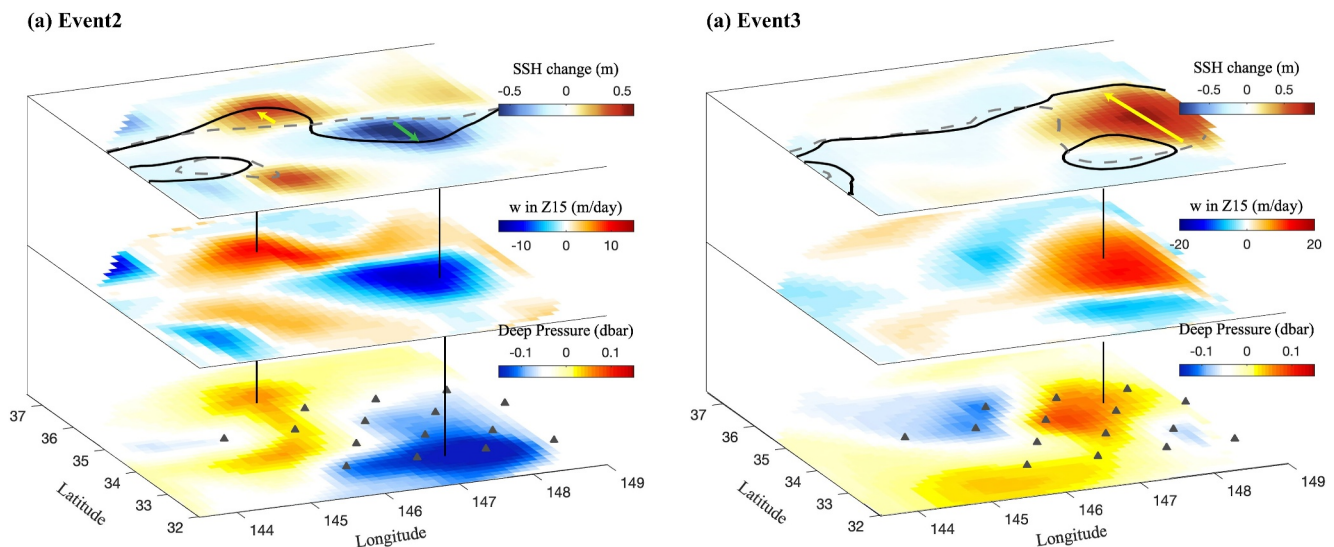 (a) Event2
SSH change (m)
-0.5 0 0.5
w in Z15 (m/day)
-10 0 10
Deep Pressure (dbar)
-0.1 0 0.1
37
36
35
34
33
32
Latitude
144 145 146 147 148 149
Longitude
(a) Event3
SSH change (m)
-0.5 0 0.5
w in Z15 (m/day)
-20 0 20
Deep Pressure (dbar)
-0.1 0 0.1
37
36
35
34
33
32
Latitude
144 145 146 147 148 149
Longitude